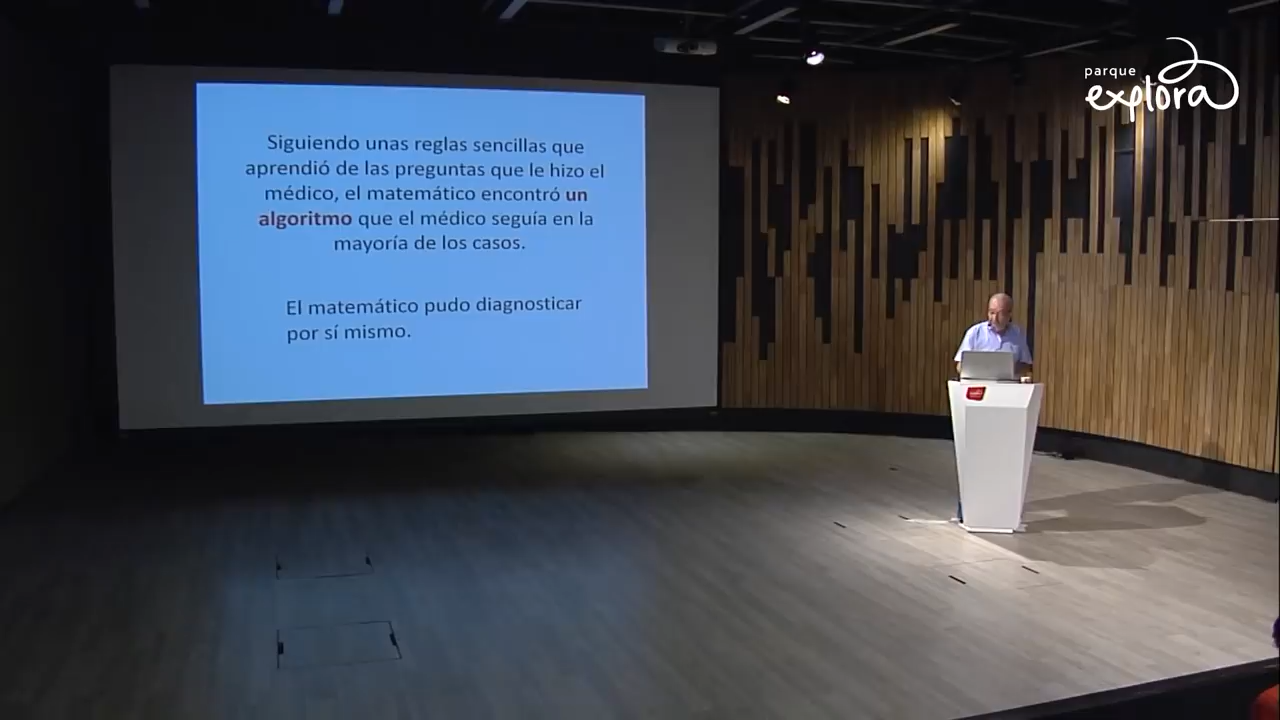 parque
explora
Siguiendo unas reglas sencillas que
aprendió de las preguntas que le hizo el
médico, el matemático encontró un
algoritmo que el médico seguía en la
mayoría de los casos.
El matemático pudo diagnosticar
por sí mismo.